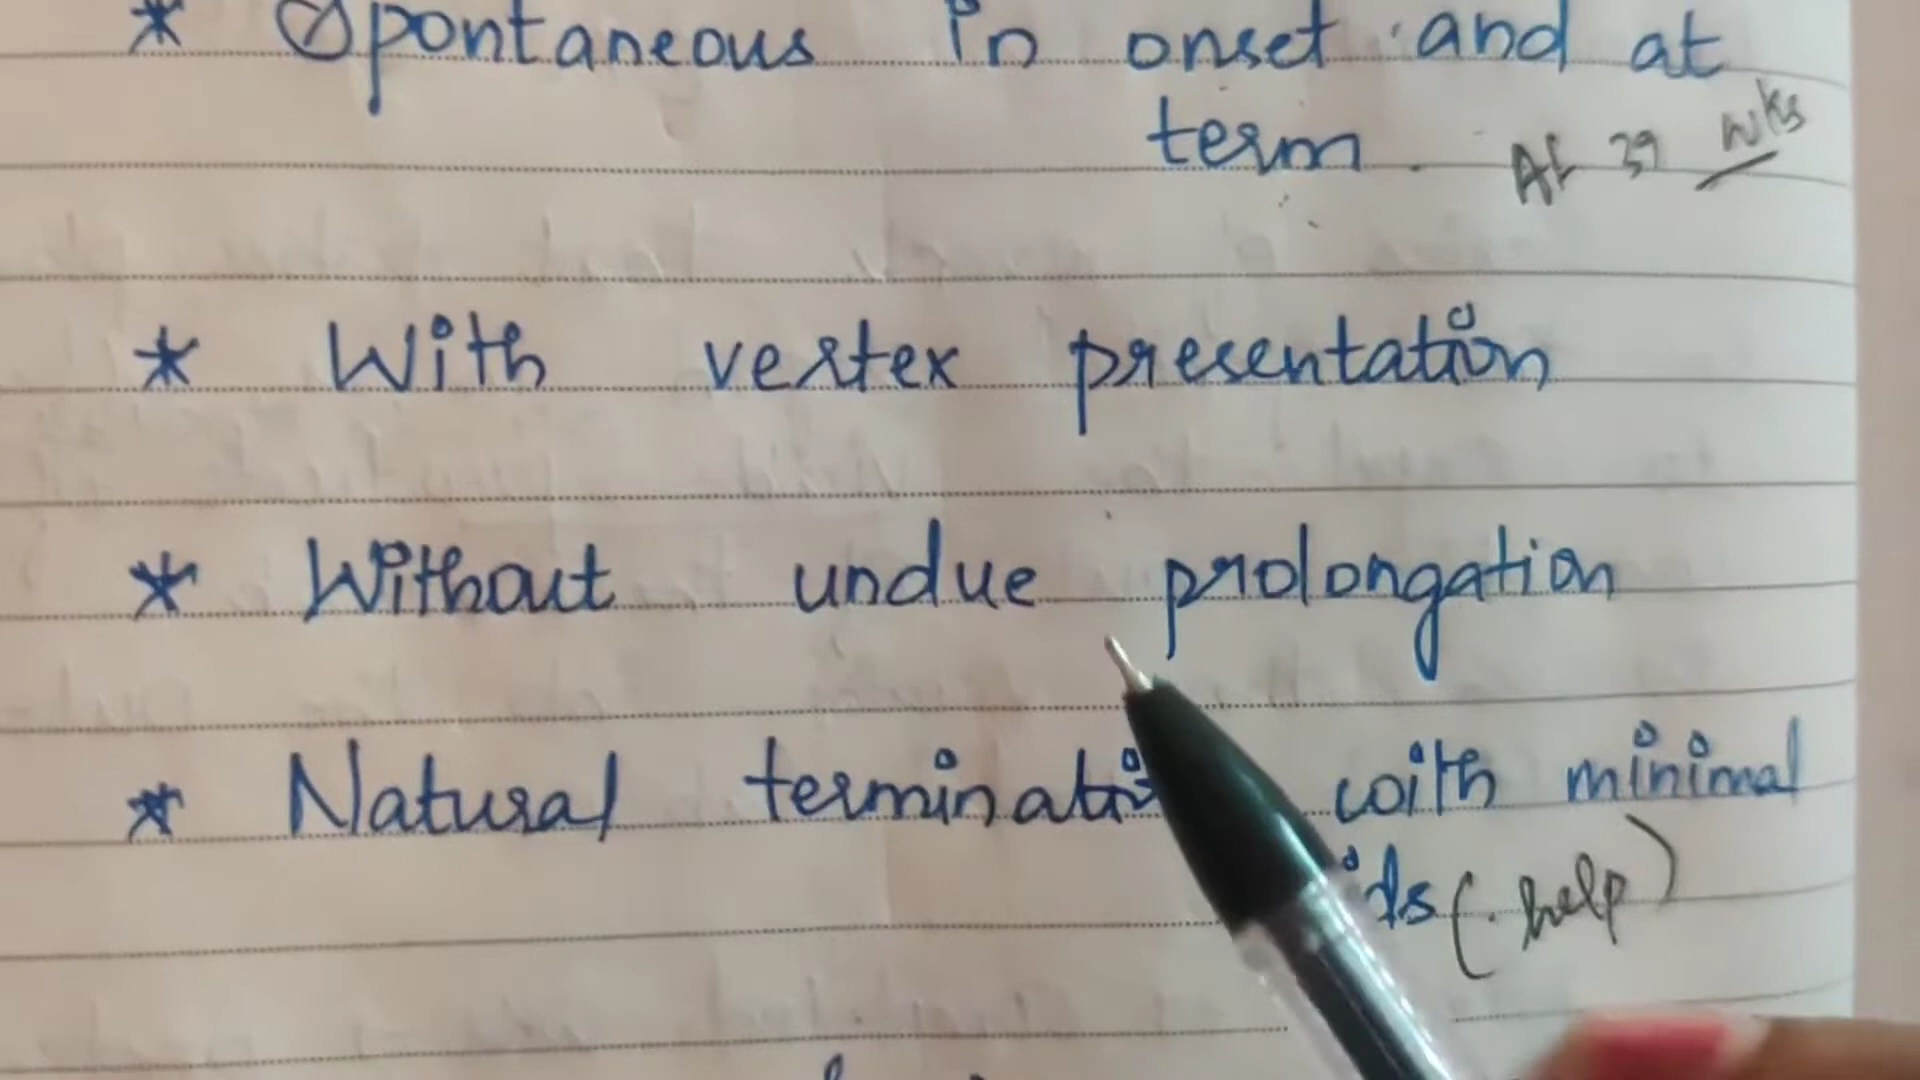 * Spontaneous in onset and at
term. At 39 wks
* With vertex presentation
* Without undue prolongation
* Natural with minimal
(help)